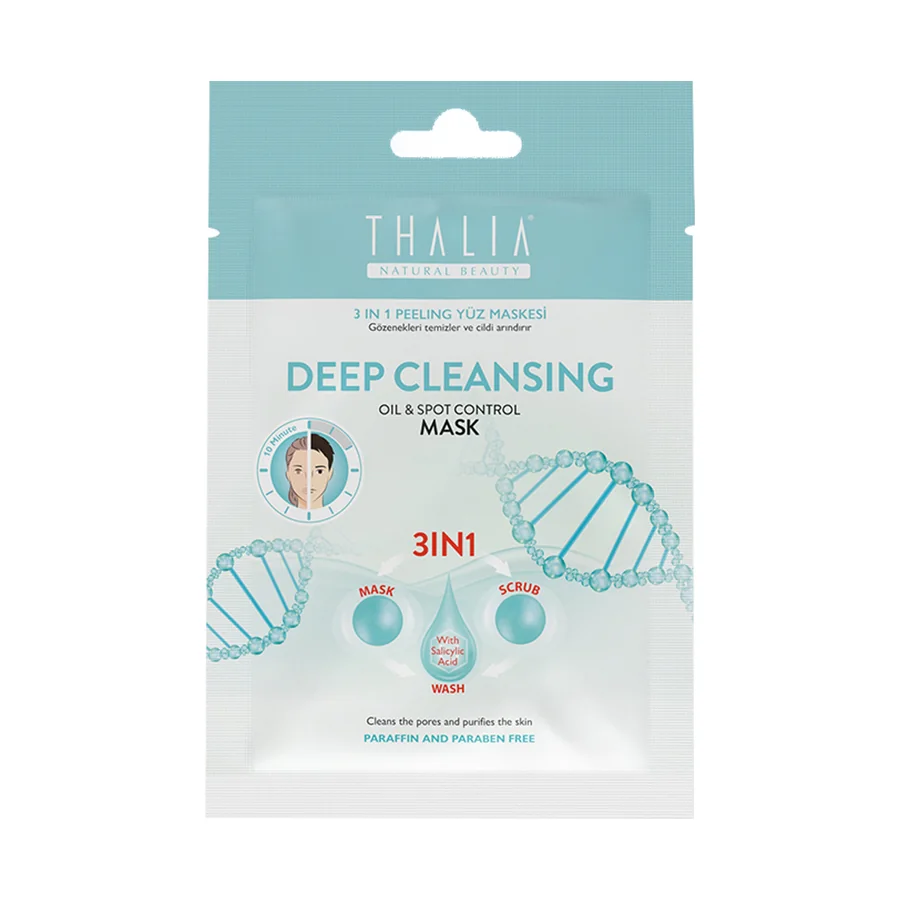 THALIA®
NATURAL BEAUTY
3 IN 1 PEELING YÜZ MASKESİ
Gözenekleri temizler ve cildi arındırır
DEEP CLEANSING
OIL & SPOT CONTROL
MASK
10 Minute
3IN1
MASK
SCRUB
With
Salicylic
Acid
WASH
Cleans the pores and purifies the skin
PARAFFIN AND PARABEN FREE